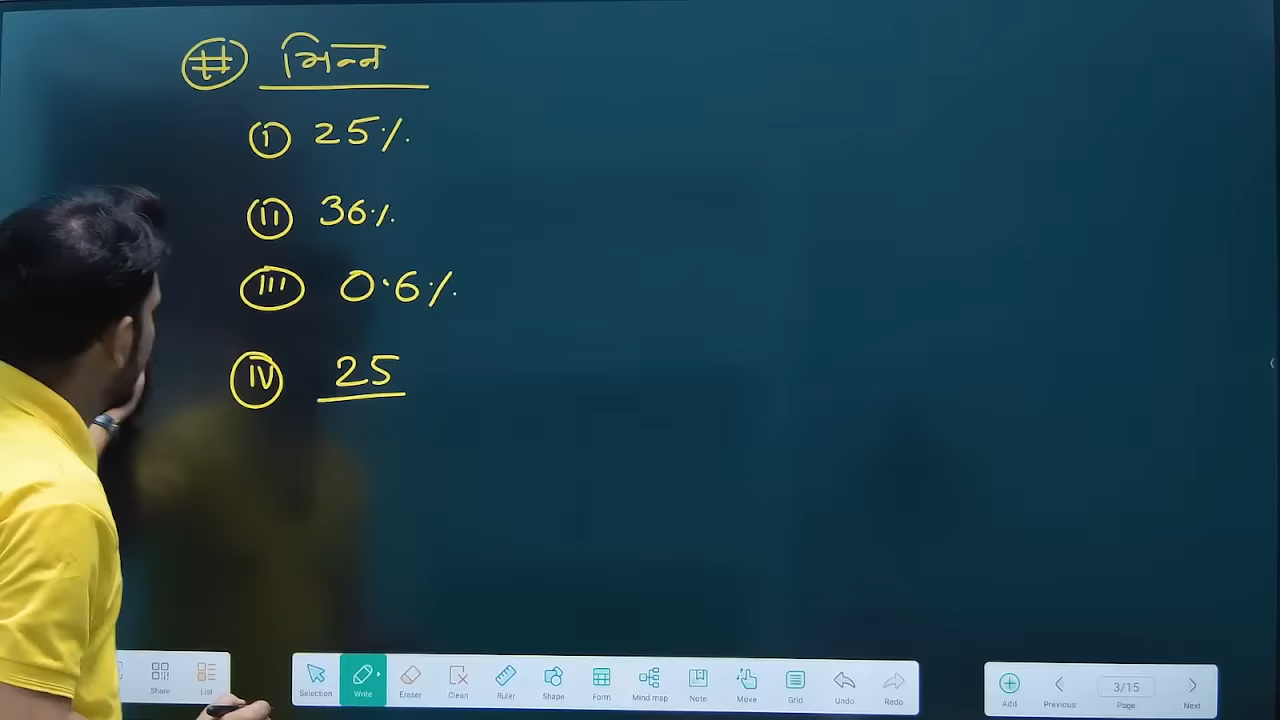 # भिन्न
(i) 25%
(ii) 36%
(iii) 0.6%
(iv) 25
Share List
Selection Write Eraser Clean Ruler Shape Form Mind map Note Move Grid Undo Redo
Add Previous 3/15 Page Next